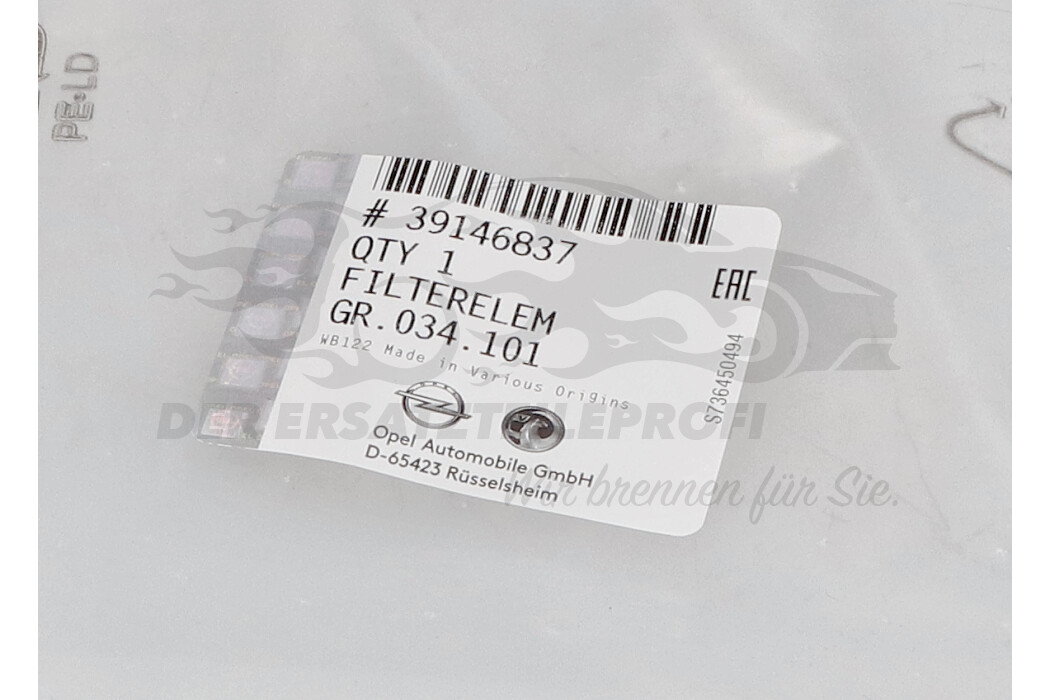 PE-LD
# 39146837
QTY 1
FILTERELEM
GR.034.101
WB122 Made in Various Origins
EAC
S736450494
Opel Automobile GmbH
D-65423 Rüsselsheim
DER ERSATZTEILEPROFI
Wir brennen für Sie.